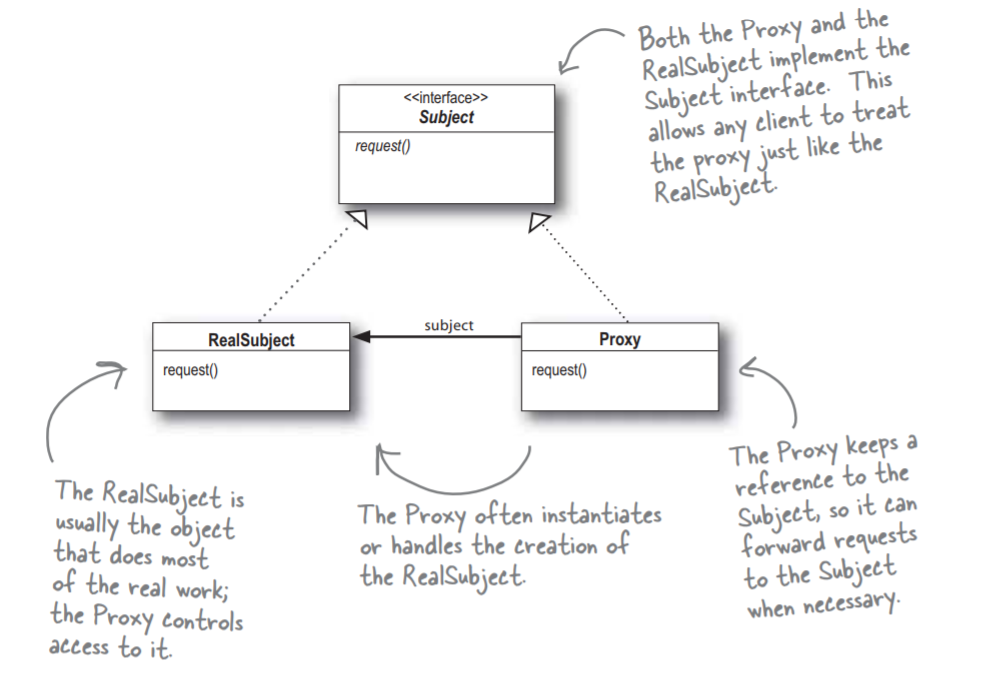 Both the Proxy and the
RealSubject implement the
Subject interface. This
allows any client to treat
the proxy just like the
RealSubject.
<<interface>>
Subject
request()
subject
RealSubject
request()
Proxy
request()
The RealSubject is
usually the object
that does most
of the real work;
the Proxy controls
access to it.
The Proxy often instantiates
or handles the creation of
the RealSubject.
The Proxy keeps a
reference to the
Subject, so it can
forward requests
to the Subject
when necessary.